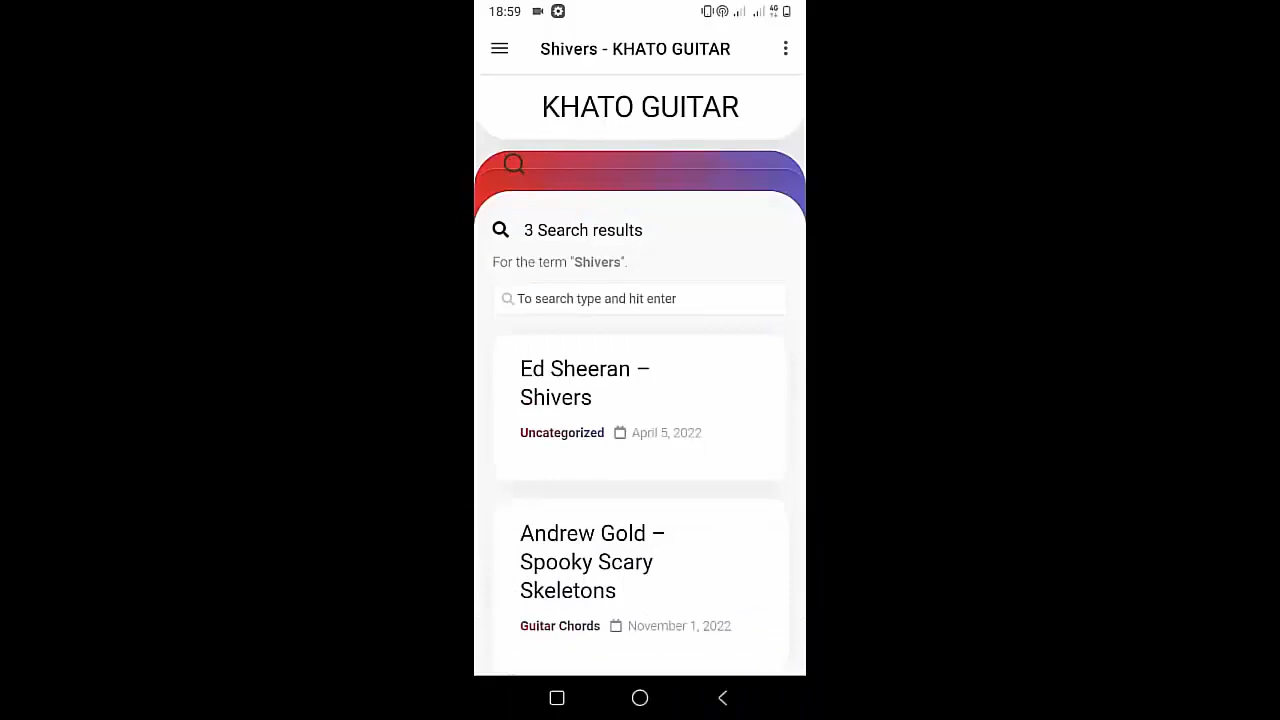 18:59
4G
Shivers - KHATO GUITAR
KHATO GUITAR
3 Search results
For the term "Shivers".
To search type and hit enter
Ed Sheeran –
Shivers
Uncategorized April 5, 2022
Andrew Gold –
Spooky Scary
Skeletons
Guitar Chords November 1, 2022